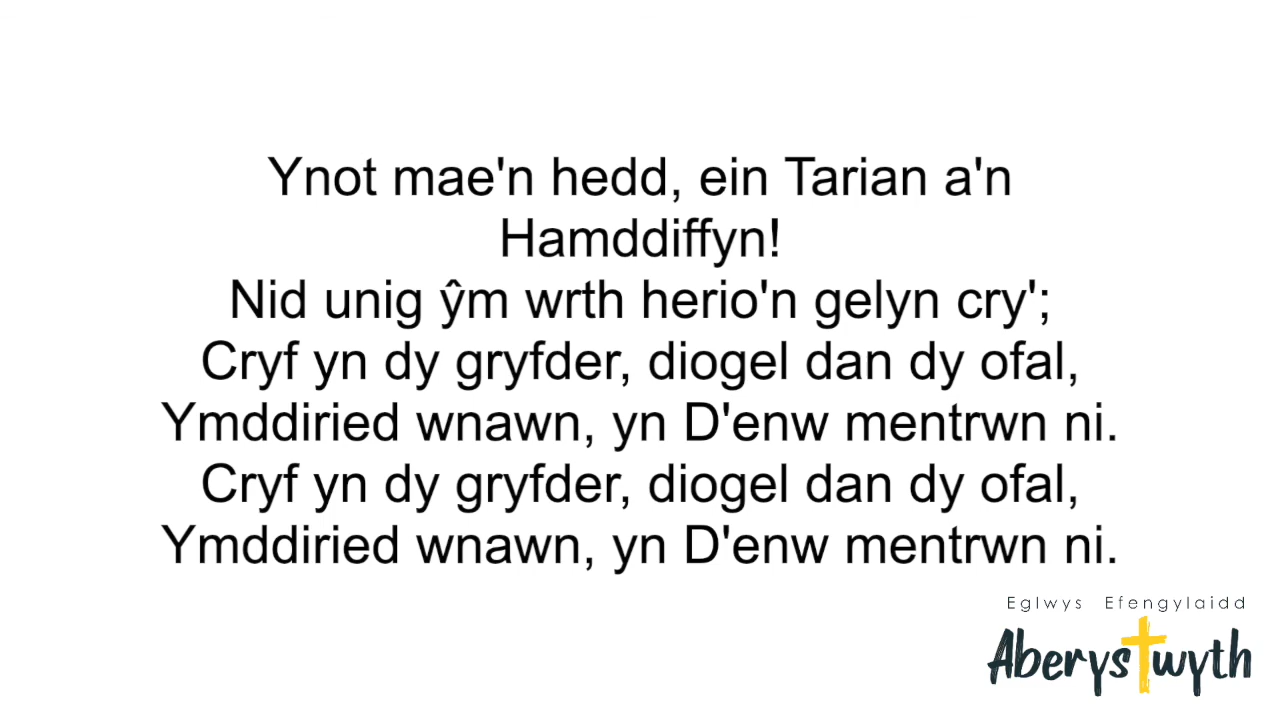 Ynot mae'n hedd, ein Tarian a'n
Hamddiffyn!
Nid unig ŷm wrth herio'n gelyn cry';
Cryf yn dy gryfder, diogel dan dy ofal,
Ymddiried wnawn, yn D'enw mentrwn ni.
Cryf yn dy gryfder, diogel dan dy ofal,
Ymddiried wnawn, yn D'enw mentrwn ni.
Eglwys Efengylaidd
Aberystwyth